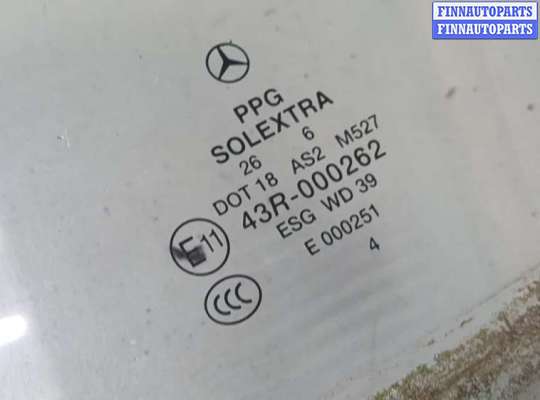 FINNAUTOPARTS
FINNAUTOPARTS
PPG
SOLEXTRA
26 6
DOT 18 AS2 M527
43R-000262
ESG WD 39
E 000251
4
E11
CCC